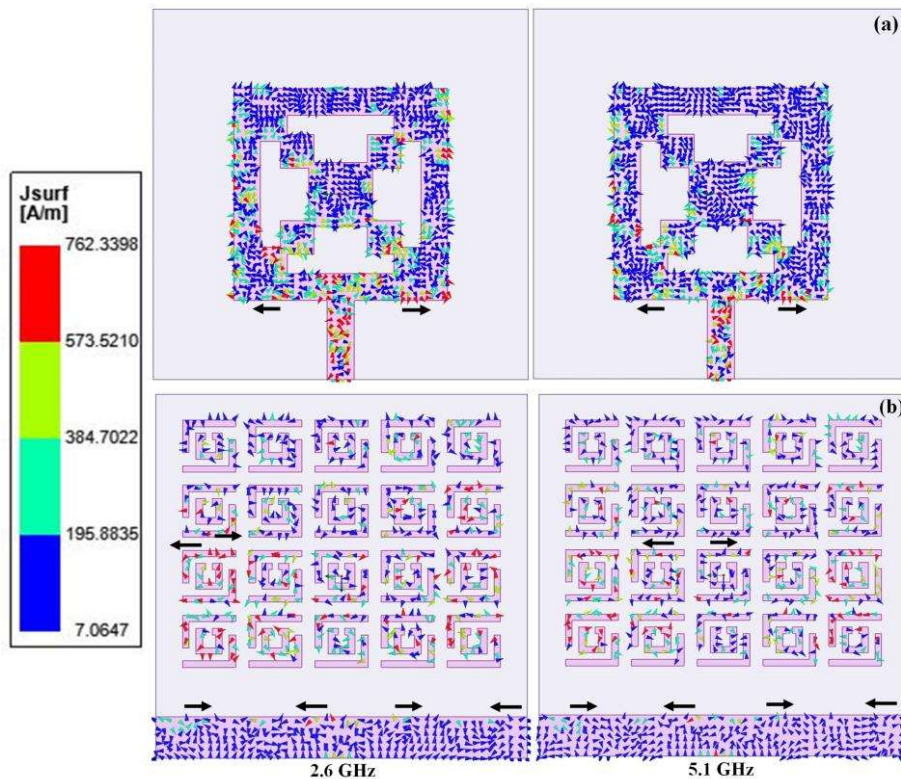 (a)
Jsurf
[A/m]
762.3398
573.5210
384.7022
195.8835
7.0647
(b)
2.6 GHz
5.1 GHz